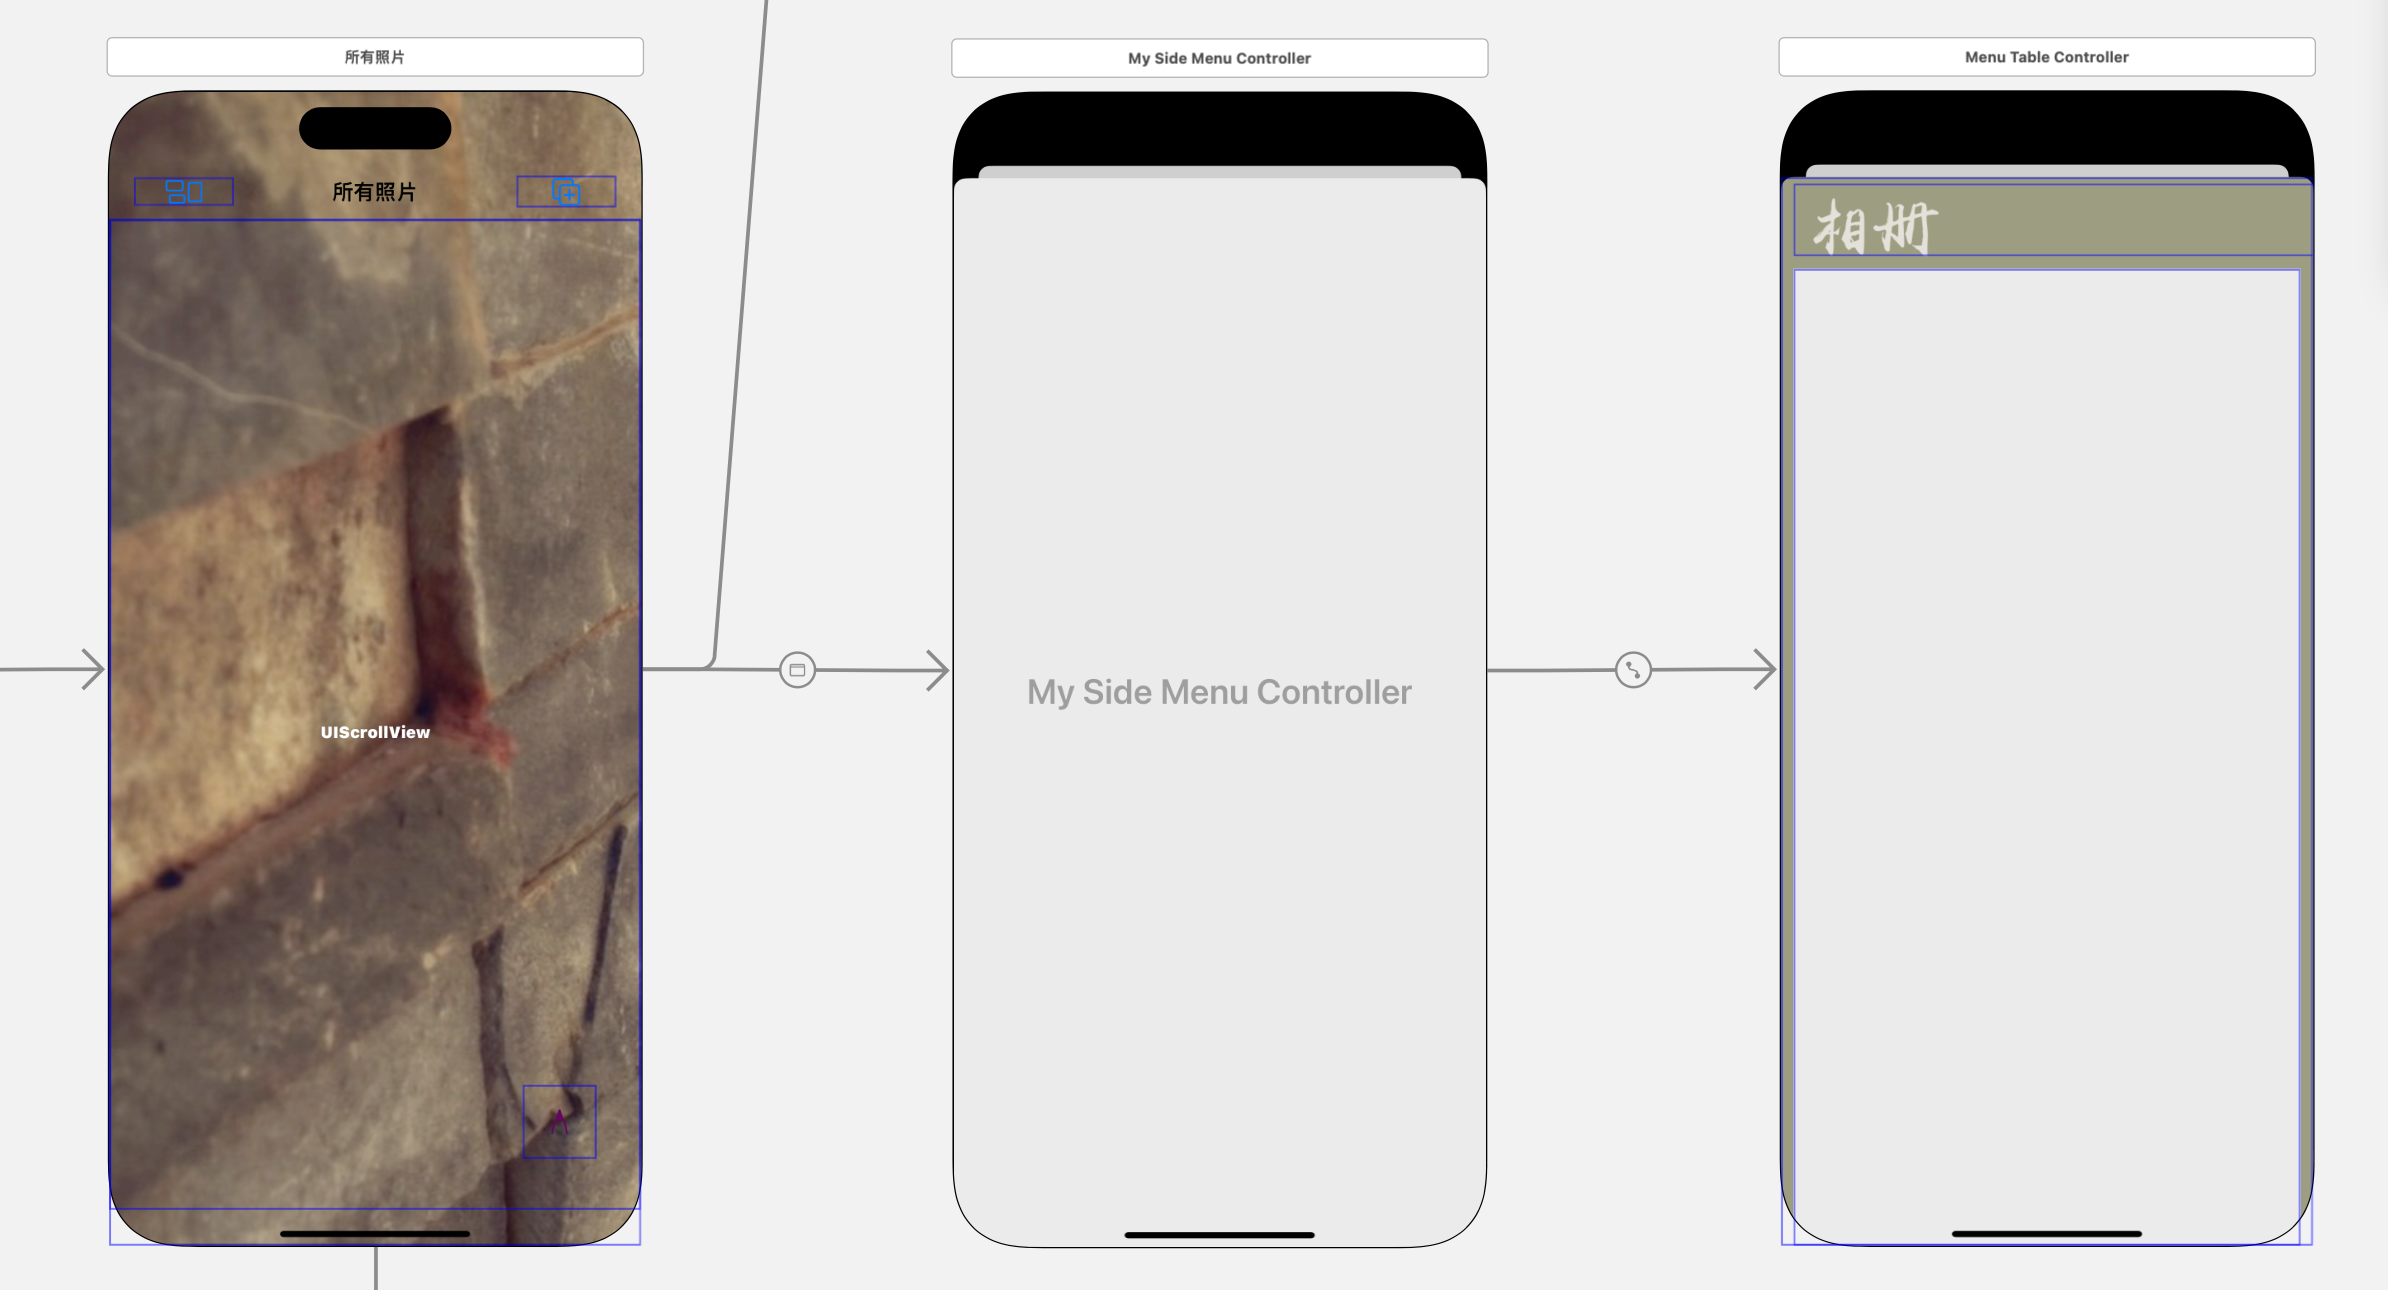 所有照片
My Side Menu Controller
Menu Table Controller
所有照片
相册
My Side Menu Controller
UIScrollView